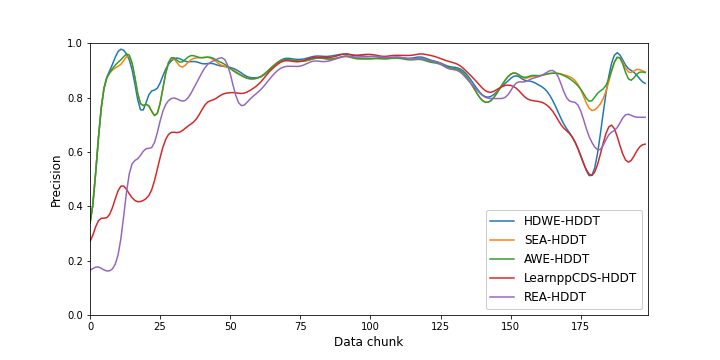 1.0
0.8
0.6
0.4
0.2
0.0
Precision
0
25
50
75
100
125
150
175
Data chunk
HDWE-HDDT
SEA-HDDT
AWE-HDDT
LearnppCDS-HDDT
REA-HDDT